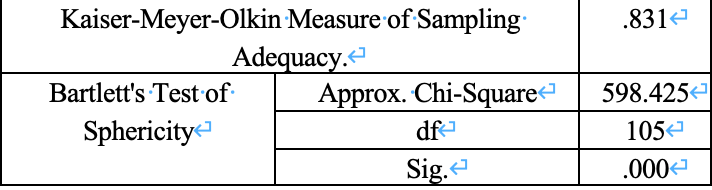 Kaiser-Meyer-Olkin Measure of Sampling
Adequacy.
.831
Bartlett's Test of
Sphericity
Approx. Chi-Square
598.425
df
105
Sig.
.000